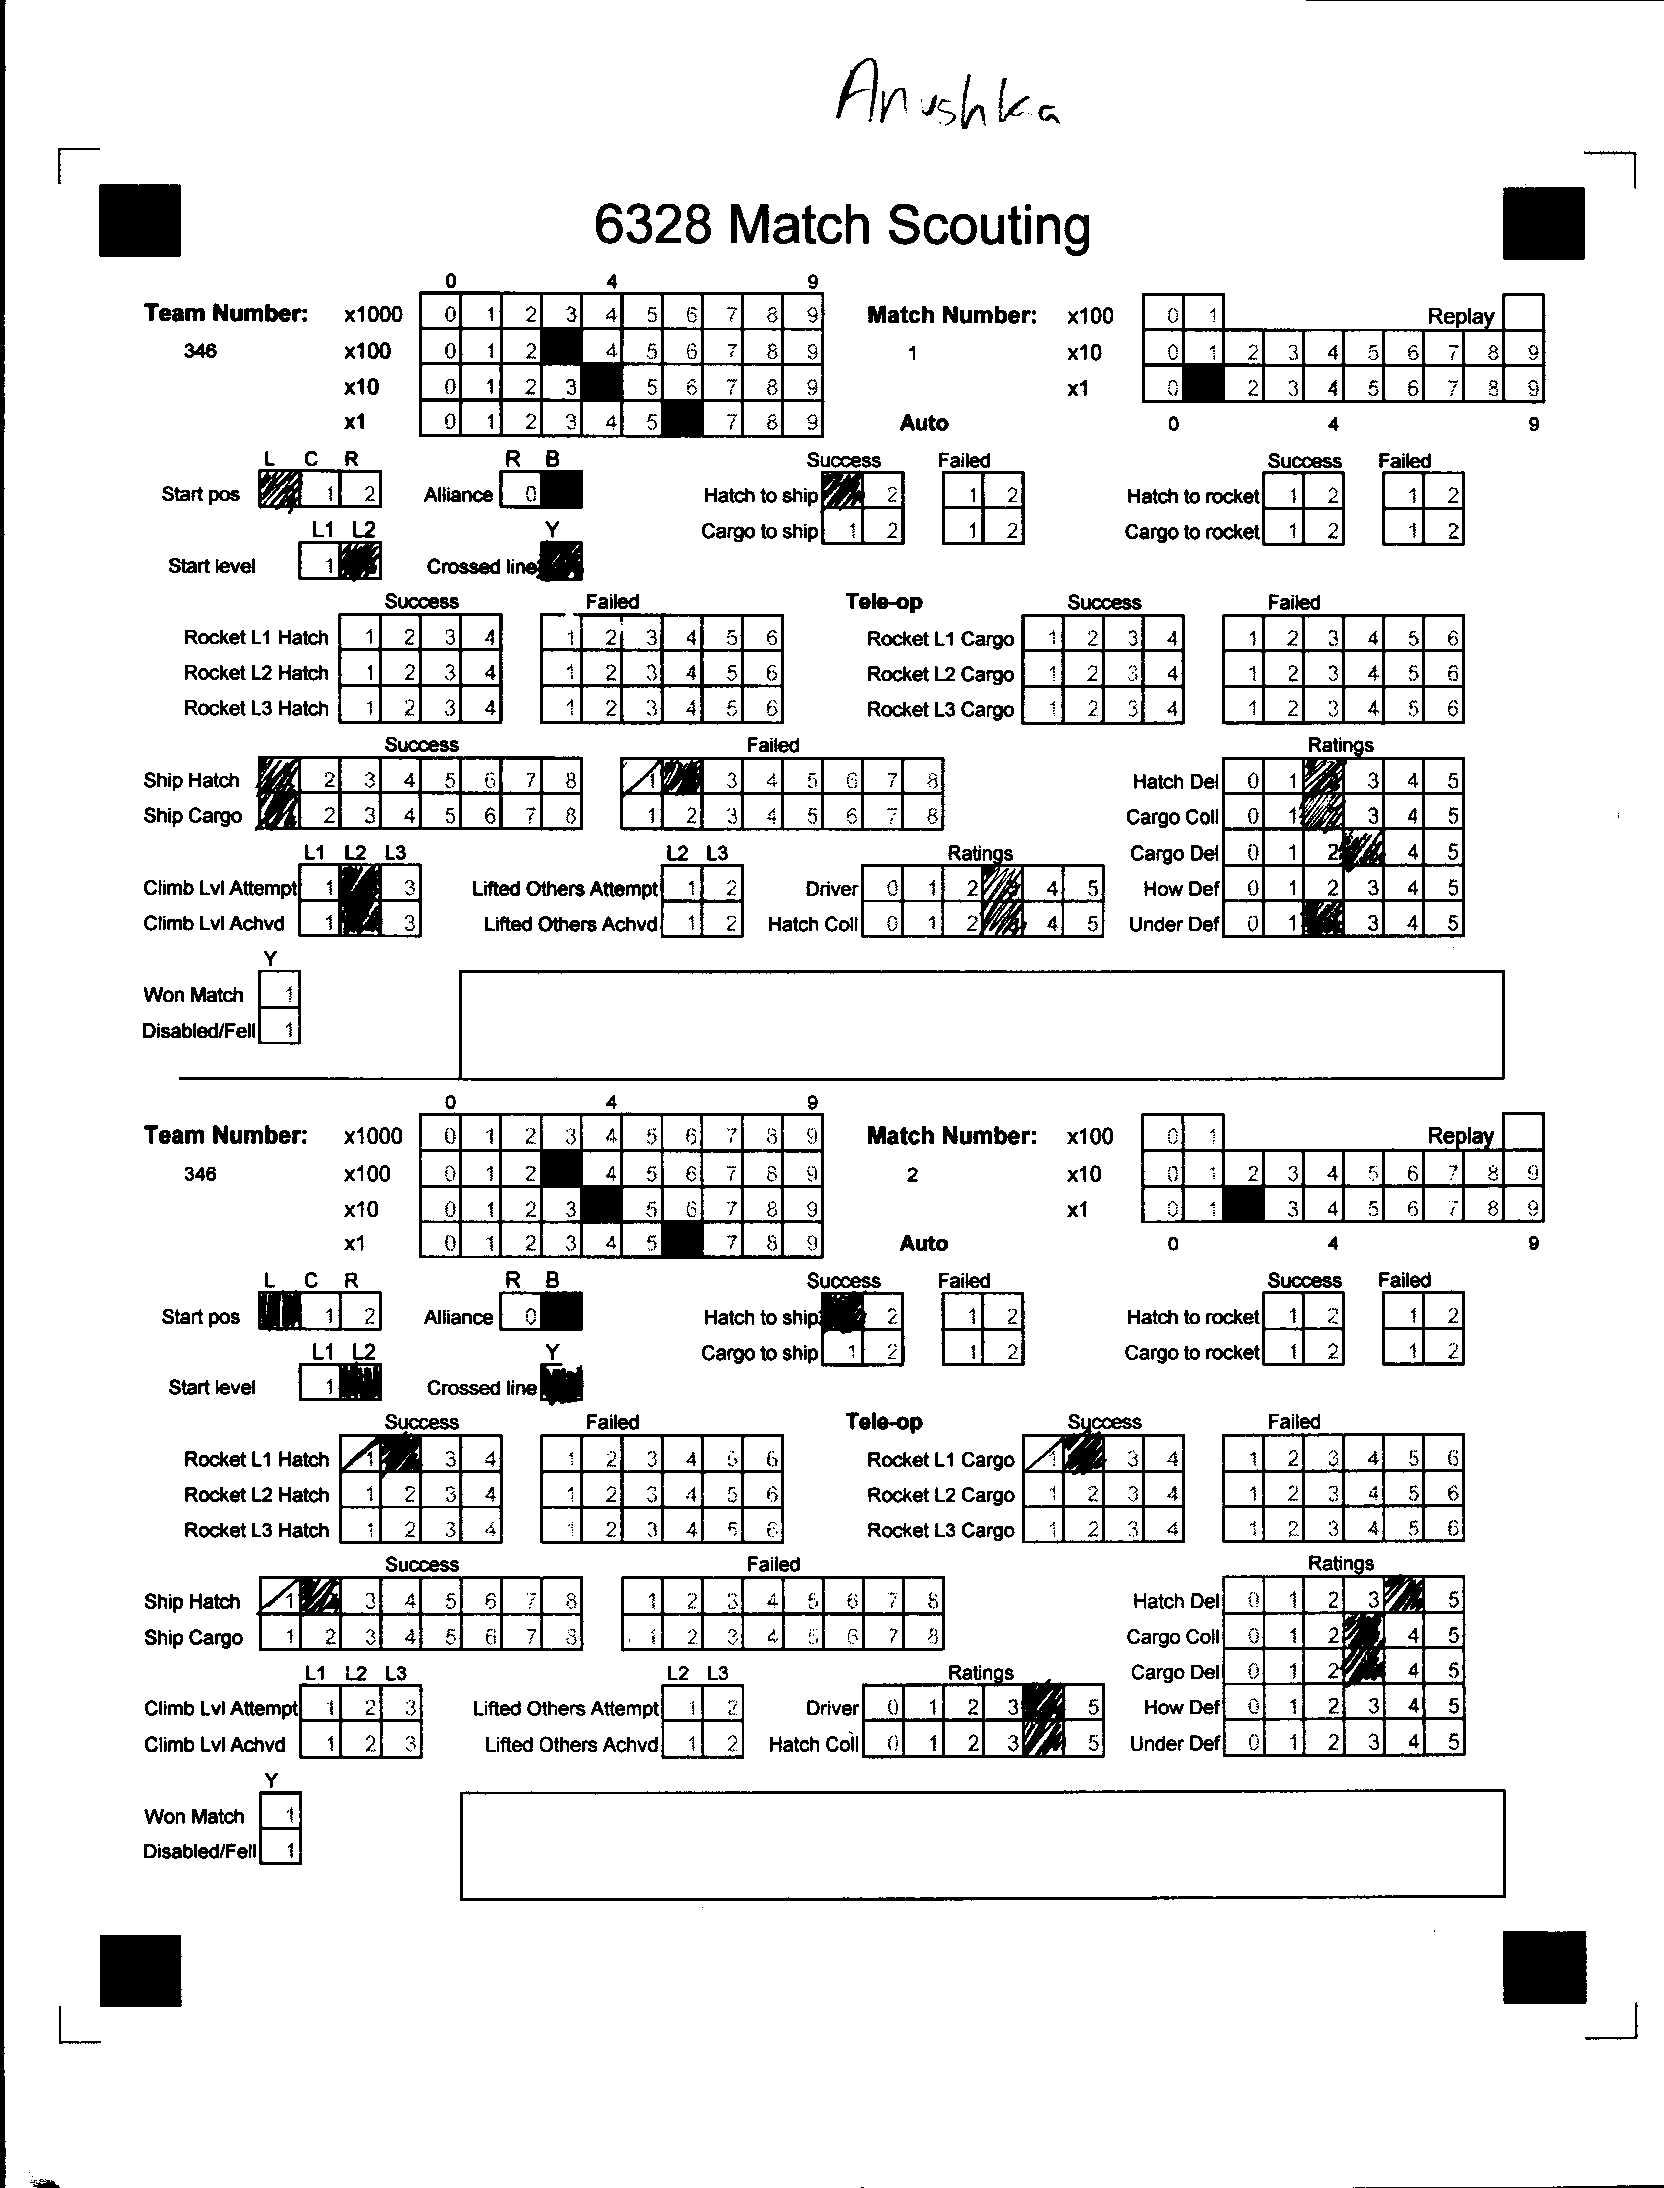 Anushka
6328 Match Scouting
0 4 9
Team Number: x1000 0 1 2 3 4 5 6 7 8 9 Match Number: x100 0 1 Replay
346 x100 0 1 2 4 5 6 7 8 9 1 x10 0 1 2 3 4 5 6 7 8 9
x10 0 1 2 3 5 6 7 8 9 x1 0 2 3 4 5 6 7 8 9
x1 0 1 2 3 4 5 7 8 9 Auto 0 4 9
L C R R B Success Failed Success Failed
Start pos 1 2 Alliance 0 Hatch to ship 2 1 2 Hatch to rocket 1 2 1 2
L1 L2 Y Cargo to ship 1 2 1 2 Cargo to rocket 1 2 1 2
Start level 1 Crossed line
Success Failed Tele-op Success Failed
Rocket L1 Hatch 1 2 3 4 1 2 3 4 5 6 Rocket L1 Cargo 1 2 3 4 1 2 3 4 5 6
Rocket L2 Hatch 1 2 3 4 1 2 3 4 5 6 Rocket L2 Cargo 1 2 3 4 1 2 3 4 5 6
Rocket L3 Hatch 1 2 3 4 1 2 3 4 5 6 Rocket L3 Cargo 1 2 3 4 1 2 3 4 5 6
Success Failed Ratings
Ship Hatch 2 3 4 5 6 7 8 1 3 4 5 6 7 8 Hatch Del 0 1 3 4 5
Ship Cargo 2 3 4 5 6 7 8 1 2 3 4 5 6 7 8 Cargo Coll 0 1 3 4 5
L1 L2 L3 L2 L3 Ratings Cargo Del 0 1 2 4 5
Climb Lvl Attempt 1 3 Lifted Others Attempt 1 2 Driver 0 1 2 4 5 How Def 0 1 2 3 4 5
Climb Lvl Achvd 1 3 Lifted Others Achvd 1 2 Hatch Coll 0 1 2 4 5 Under Def 0 1 3 4 5
Y
Won Match 1
Disabled/Fell 1
0 4 9
Team Number: x1000 0 1 2 3 4 5 6 7 8 9 Match Number: x100 0 1 Replay
346 x100 0 1 2 4 5 6 7 8 9 2 x10 0 1 2 3 4 5 6 7 8 9
x10 0 1 2 3 5 6 7 8 9 x1 0 1 3 4 5 6 7 8 9
x1 0 1 2 3 4 5 7 8 9 Auto 0 4 9
L C R R B Success Failed Success Failed
Start pos 1 2 Alliance 0 Hatch to ship 2 1 2 Hatch to rocket 1 2 1 2
L1 L2 Y Cargo to ship 1 2 1 2 Cargo to rocket 1 2 1 2
Start level 1 Crossed line
Success Failed Tele-op Success Failed
Rocket L1 Hatch 1 3 4 1 2 3 4 5 6 Rocket L1 Cargo 1 3 4 1 2 3 4 5 6
Rocket L2 Hatch 1 2 3 4 1 2 3 4 5 6 Rocket L2 Cargo 1 2 3 4 1 2 3 4 5 6
Rocket L3 Hatch 1 2 3 4 1 2 3 4 5 6 Rocket L3 Cargo 1 2 3 4 1 2 3 4 5 6
Success Failed Ratings
Ship Hatch 1 3 4 5 6 7 8 1 2 3 4 5 6 7 8 Hatch Del 0 1 2 3 5
Ship Cargo 1 2 3 4 5 6 7 8 1 2 3 4 5 6 7 8 Cargo Coll 0 1 2 4 5
L1 L2 L3 L2 L3 Ratings Cargo Del 0 1 2 4 5
Climb Lvl Attempt 1 2 3 Lifted Others Attempt 1 2 Driver 0 1 2 3 5 How Def 0 1 2 3 4 5
Climb Lvl Achvd 1 2 3 Lifted Others Achvd 1 2 Hatch Coll 0 1 2 3 5 Under Def 0 1 2 3 4 5
Y
Won Match 1
Disabled/Fell 1